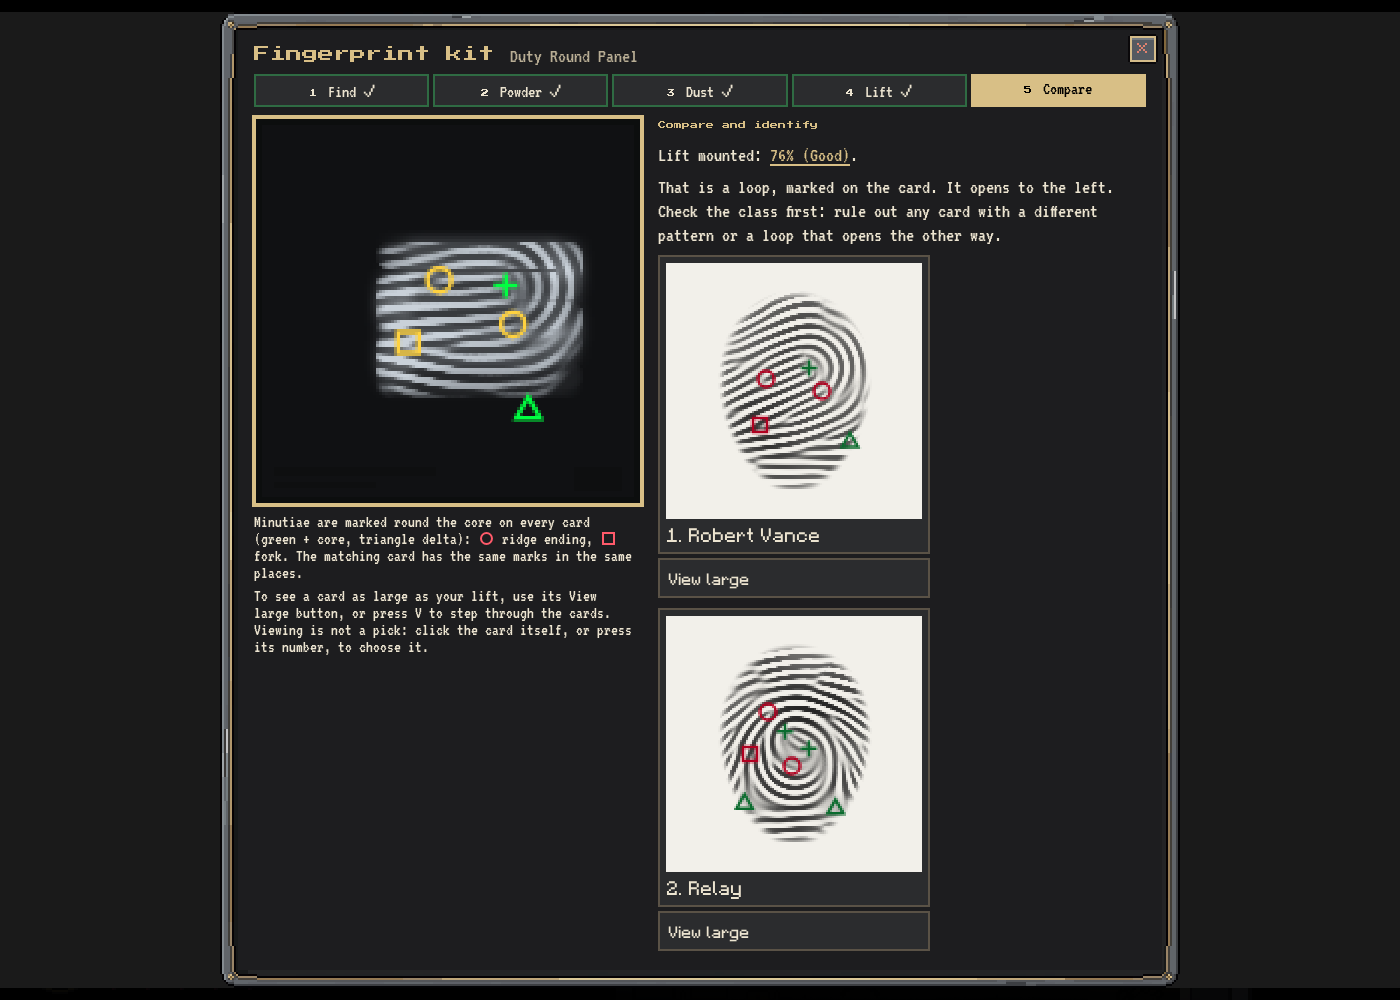 Fingerprint kit Duty Round Panel
1 Find ✓ 2 Powder ✓ 3 Dust ✓ 4 Lift ✓ 5 Compare
Compare and identify
Lift mounted: 76% (Good).
That is a loop, marked on the card. It opens to the left.
Check the class first: rule out any card with a different
pattern or a loop that opens the other way.
1. Robert Vance
View large
2. Relay
View large
Minutiae are marked round the core on every card
(green + core, triangle delta): ridge ending,
fork. The matching card has the same marks in the same
places.
To see a card as large as your lift, use its View
large button, or press V to step through the cards.
Viewing is not a pick: click the card itself, or press
its number, to choose it.